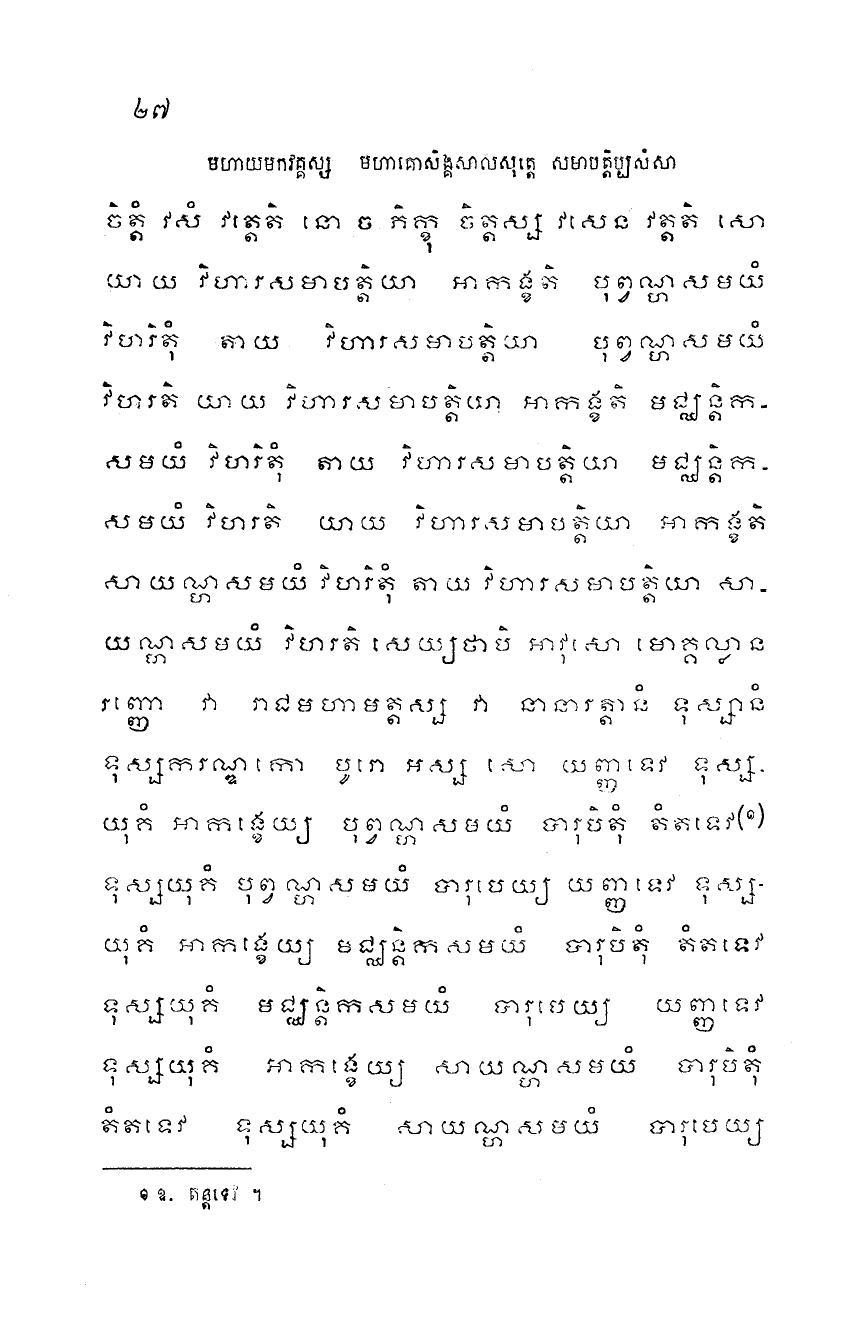 ២៧
មហាយមកវគ្គស្ស មហាគោសិង្គសាលសុត្តេ សមាបត្តិប្បសំសា
ចិត្តំ វសំ វត្តេតិ នោ ច ភិក្ខុ ចិត្តស្ស វសេន វត្តតិ សោ
យាយ វិហារសមាបត្តិយា អាកង្ខតិ បុព្វណ្ហសមយំ
វិហរិតុំ តាយ វិហារសមាបត្តិយា បុព្វណ្ហសមយំ
វិហរតិ យាយ វិហារសមាបត្តិយា អាកង្ខតិ មជ្ឈន្តិក-
សមយំ វិហរិតុំ តាយ វិហារសមាបត្តិយា មជ្ឈន្តិក-
សមយំ វិហរតិ យាយ វិហារសមាបត្តិយា អាកង្ខតិ
សាយណ្ហសមយំ វិហរិតុំ តាយ វិហារសមាបត្តិយា សា-
យណ្ហសមយំ វិហរតិ សេយ្យថាបិ អាវុសោ មោគ្គល្លាន
រញ្ញោ វា រាជមហាមត្តស្ស វា នានារត្តានំ ទុស្សានំ
ទុស្សករណ្ឌកោ បូរោ អស្ស សោ យញ្ញទេវ ទុស្ស-
យុគំ អាកង្ខេយ្យ បុព្វណ្ហសមយំ បារុបិតុំ តំតទេវ(១)
ទុស្សយុគំ បុព្វណ្ហសមយំ បារុបេយ្យ យញ្ញទេវ ទុស្ស-
យុគំ អាកង្ខេយ្យ មជ្ឈន្តិកសមយំ បារុបិតុំ តំតទេវ
ទុស្សយុគំ មជ្ឈន្តិកសមយំ បារុបេយ្យ យញ្ញទេវ
ទុស្សយុគំ អាកង្ខេយ្យ សាយណ្ហសមយំ បារុបិតុំ
តំតទេវ ទុស្សយុគំ សាយណ្ហសមយំ បារុបេយ្យ
១ ឧ. តន្តទេវ ។